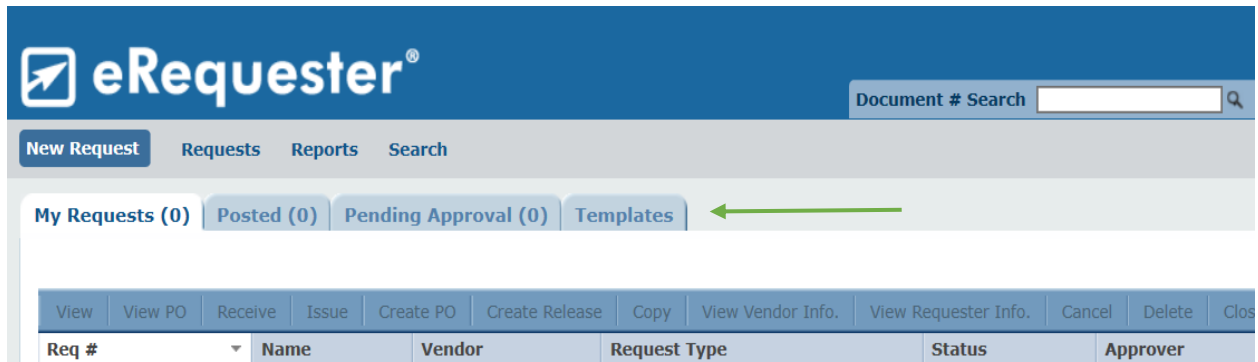 eRequester®
Document # Search
New Request Requests Reports Search
My Requests (0) Posted (0) Pending Approval (0) Templates
View View PO Receive Issue Create PO Create Release Copy View Vendor Info. View Requester Info. Cancel Delete Clos
Req # Name Vendor Request Type Status Approver